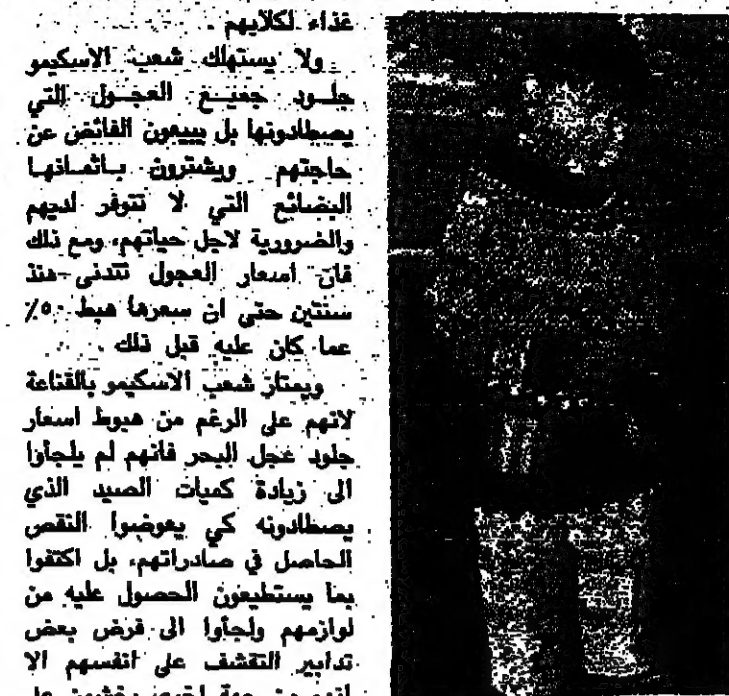 غذاء لكلابهم .
ولا يستهلك شعب الاسكيمو
جلود جميع العجول التي
يصطادونها بل يبيعون الفائض عن
حاجتهم ويشترون باثمانها
البضائع التي لا تتوفر لديهم
والضرورية لاجل حياتهم، ومع ذلك
فان اسعار العجول تتدنى منذ
سنتين حتى ان سعرها هبط ٥٠٪
عما كان عليه قبل ذلك .
ويمتاز شعب الاسكيمو بالقناعة
لانهم على الرغم من هبوط اسعار
جلود عجل البحر فانهم لم يلجأوا
الى زيادة كميات الصيد الذي
يصطادونه كي يعوضوا النقص
الحاصل في صادراتهم، بل اكتفوا
بما يستطيعون الحصول عليه من
لوازمهم ولجأوا الى فرض بعض
تدابير التقشف على انفسهم الا